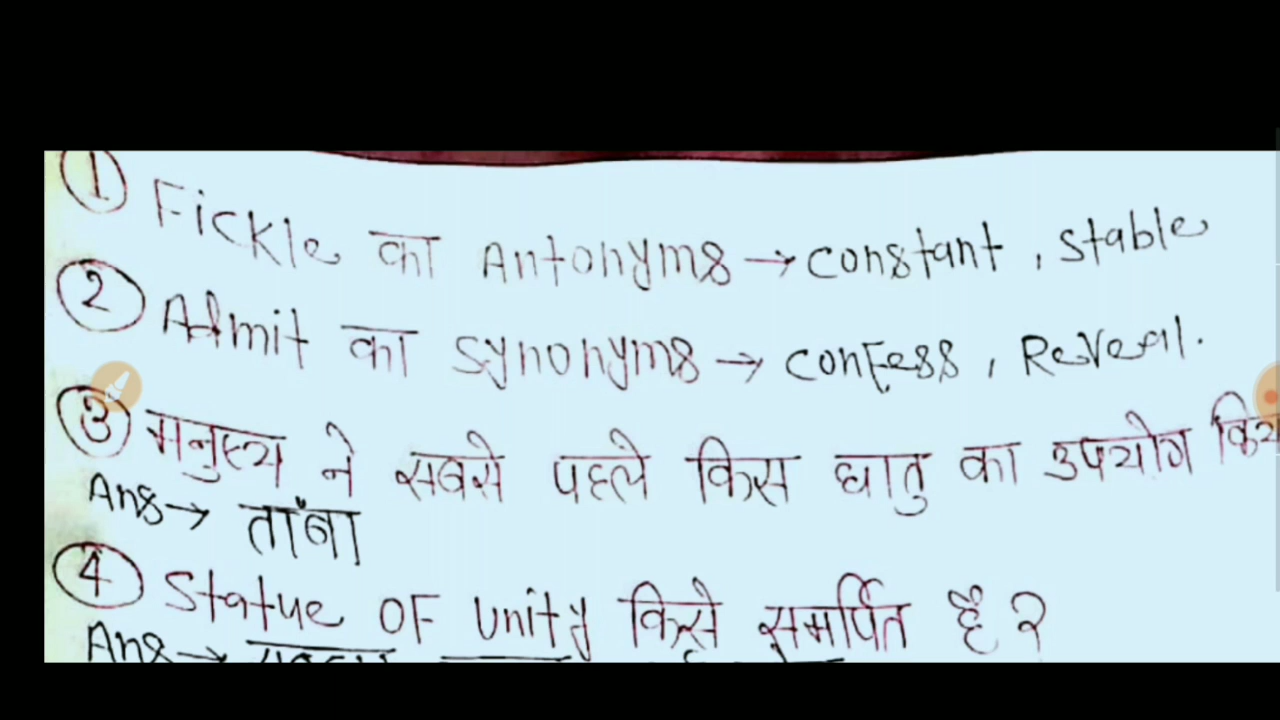 ① Fickle का Antonyms → constant, stable
② Admit का synonyms → confess, Reveal.
③ मनुस्य ने सबसे पहले किस धातु का उपयोग
Ans → ताँबा
④ Statue OF unity किसे समर्पित है ?
Ans →